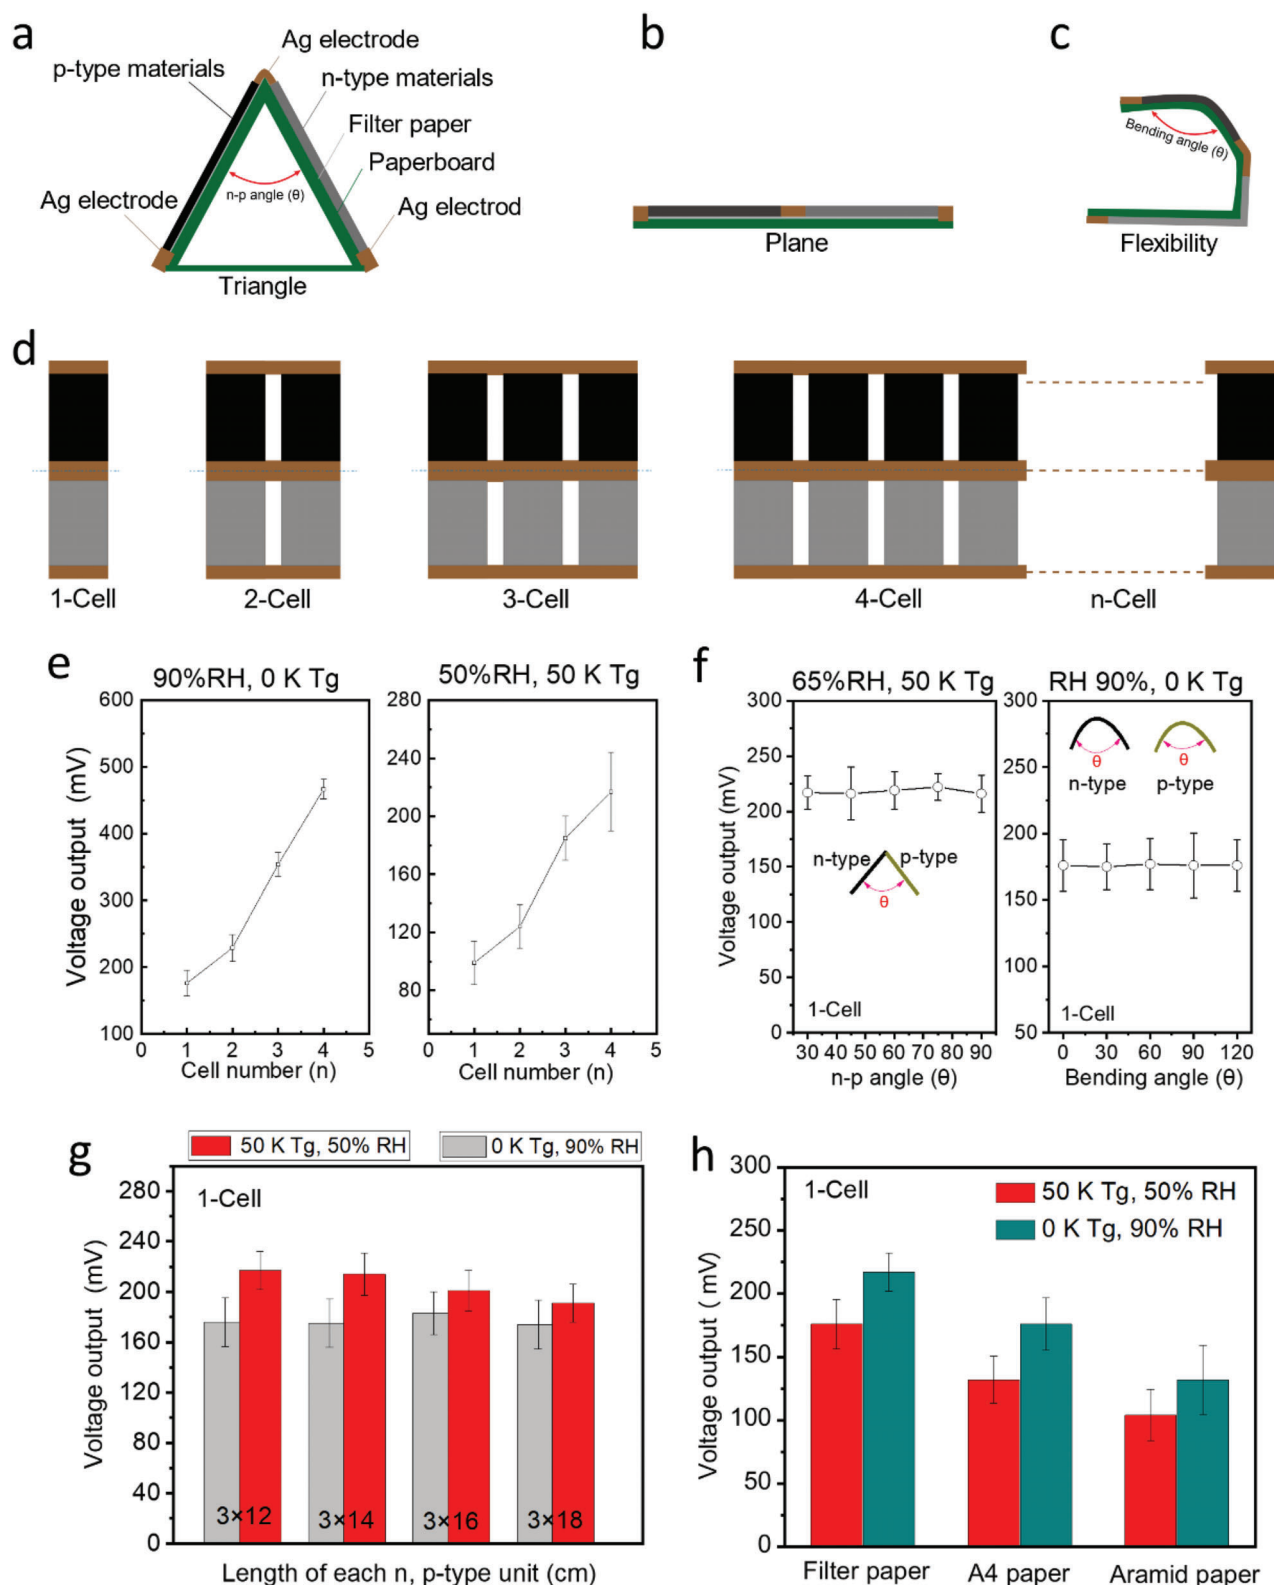 a
Ag electrode
p-type materials
n-type materials
Filter paper
Paperboard
n-p angle (θ)
Ag electrode
Ag electrod
Triangle
b
Plane
c
Bending angle (θ)
Flexibility
d
1-Cell
2-Cell
3-Cell
4-Cell
n-Cell
e
90%RH, 0 K Tg
Voltage output (mV)
600
500
400
300
200
100
0
1
2
3
4
5
Cell number (n)
50%RH, 50 K Tg
280
240
200
160
120
80
0
1
2
3
4
5
Cell number (n)
f
65%RH, 50 K Tg
Voltage output (mV)
300
250
200
150
100
50
0
n-type
p-type
θ
1-Cell
30 40 50 60 70 80 90
n-p angle (θ)
RH 90%, 0 K Tg
300
250
200
150
100
50
θ
θ
n-type
p-type
1-Cell
0
30
60
90
120
Bending angle (θ)
g
50 K Tg, 50% RH
0 K Tg, 90% RH
1-Cell
Voltage output (mV)
280
240
200
160
120
80
40
0
3×12
3×14
3×16
3×18
Length of each n, p-type unit (cm)
h
1-Cell
50 K Tg, 50% RH
0 K Tg, 90% RH
Voltage output ( mV)
300
250
200
150
100
50
0
Filter paper
A4 paper
Aramid paper